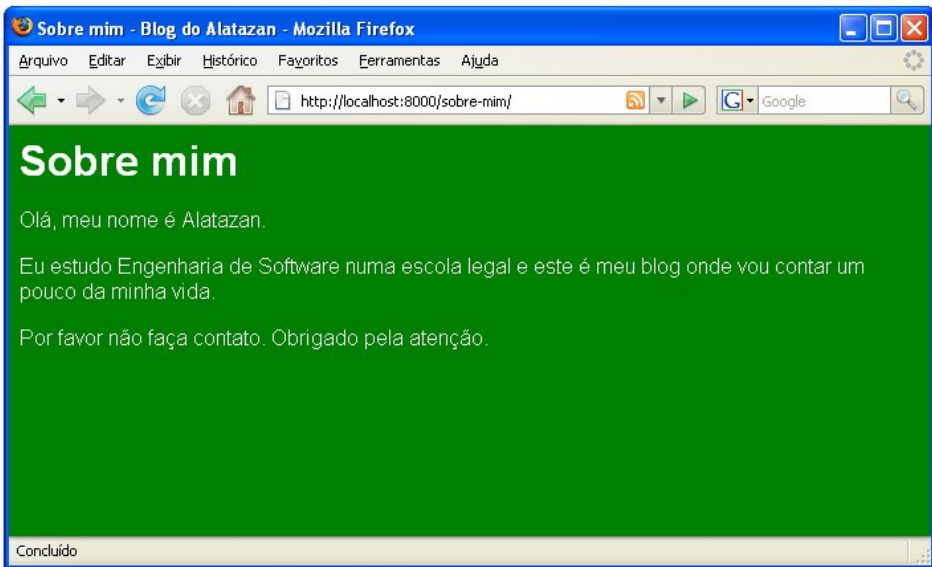 Sobre mim - Blog do Alatazan - Mozilla Firefox
Arquivo Editar Exibir Histórico Favoritos Ferramentas Ajuda
http://localhost:8000/sobre-mim/ G Google
Sobre mim
Olá, meu nome é Alatazan.
Eu estudo Engenharia de Software numa escola legal e este é meu blog onde vou contar um
pouco da minha vida.
Por favor não faça contato. Obrigado pela atenção.
Concluído